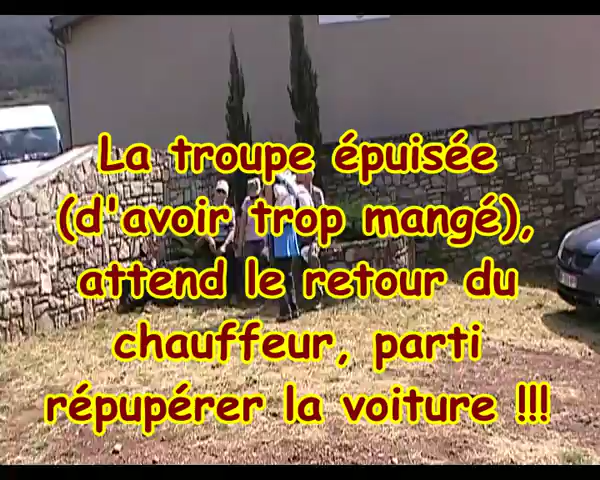 La troupe épuisée
(d'avoir trop mangé),
attend le retour du
chauffeur, parti
répupérer la voiture !!!